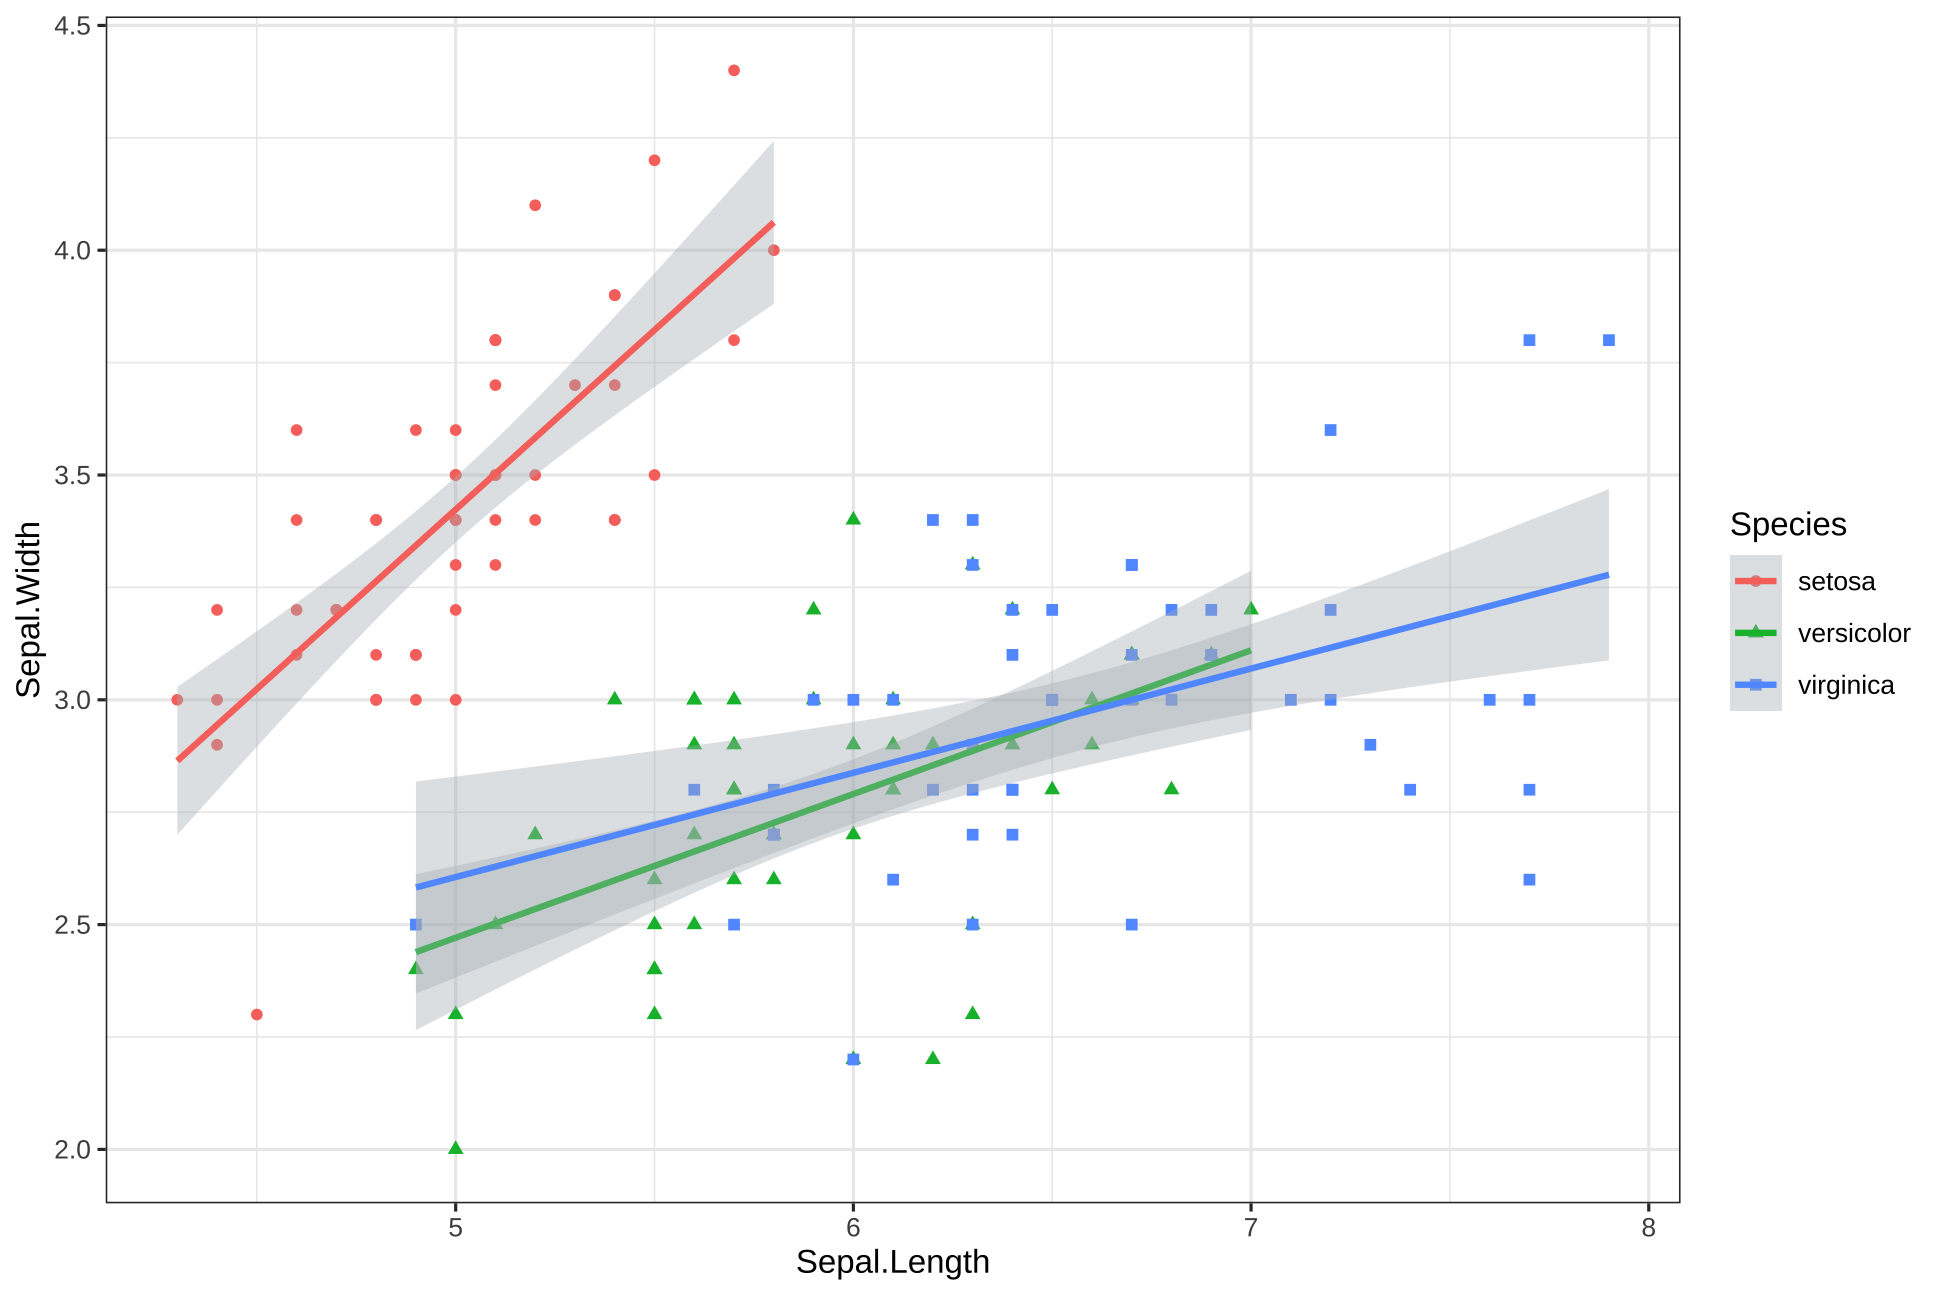 4.5
4.0
3.5
3.0
2.5
2.0
Sepal.Width
5 6 7 8
Sepal.Length
Species
setosa
versicolor
virginica